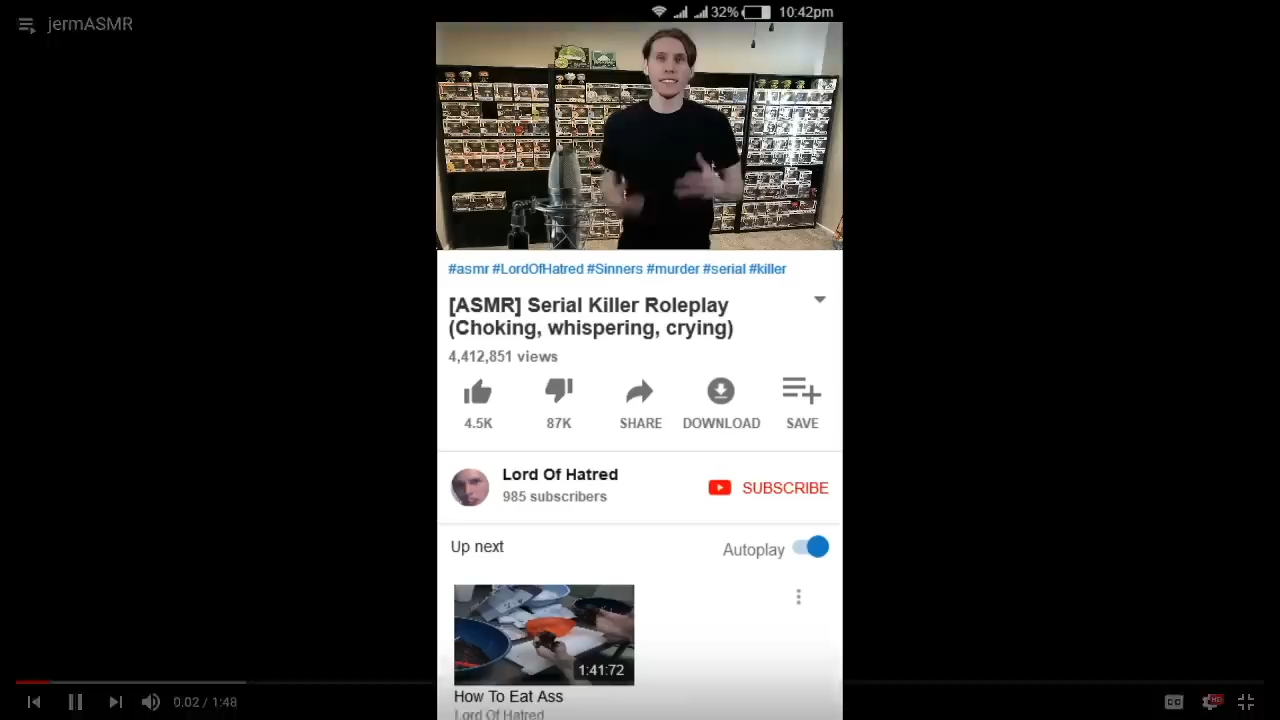 jermASMR
32% 10:42pm
#asmr #LordOfHatred #Sinners #murder #serial #killer
[ASMR] Serial Killer Roleplay
(Choking, whispering, crying)
4,412,851 views
4.5K 87K SHARE DOWNLOAD SAVE
Lord Of Hatred
985 subscribers
SUBSCRIBE
Up next
Autoplay
1:41:72
How To Eat Ass
Lord Of Hatred
0:02 / 1:48
CC
HD